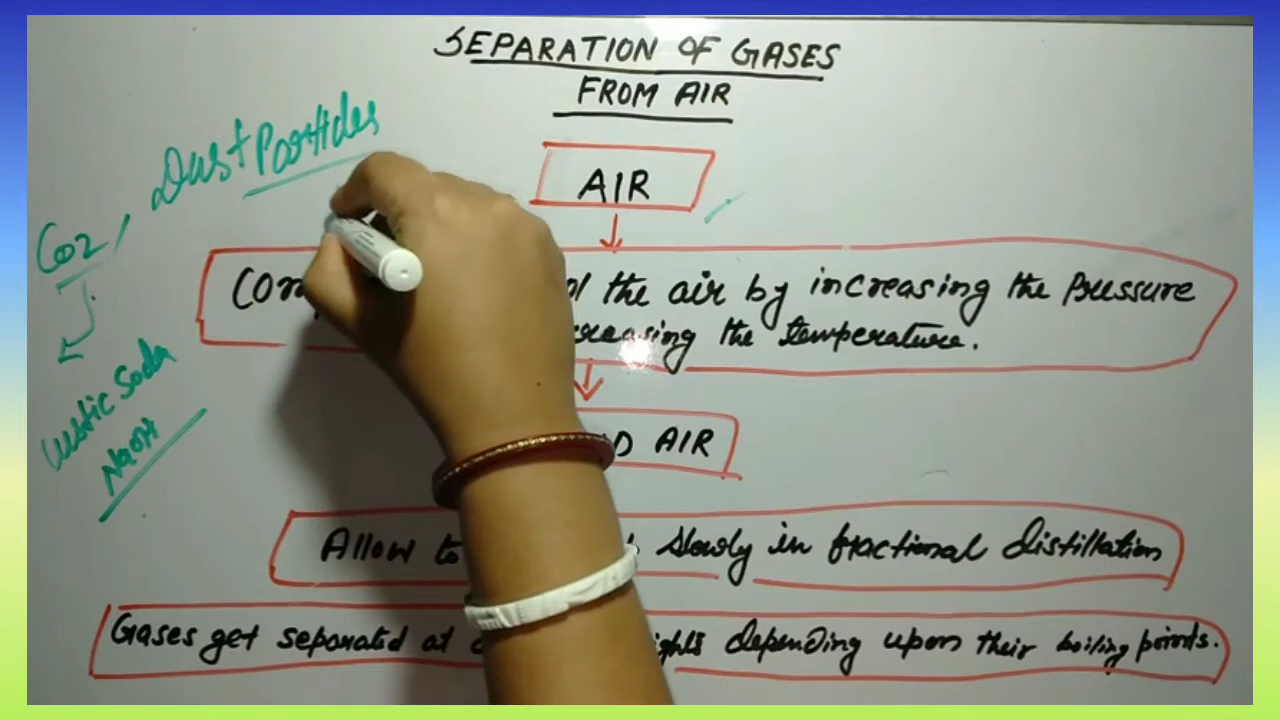 SEPARATION OF GASES
FROM AIR
Dust Particles
AIR
CO2,
the air by increasing the Pressure
the temperature.
Custic Soda
NaOH
AIR
Allow to slowly in fractional distillation
Gases get separated at depending upon their boiling points.